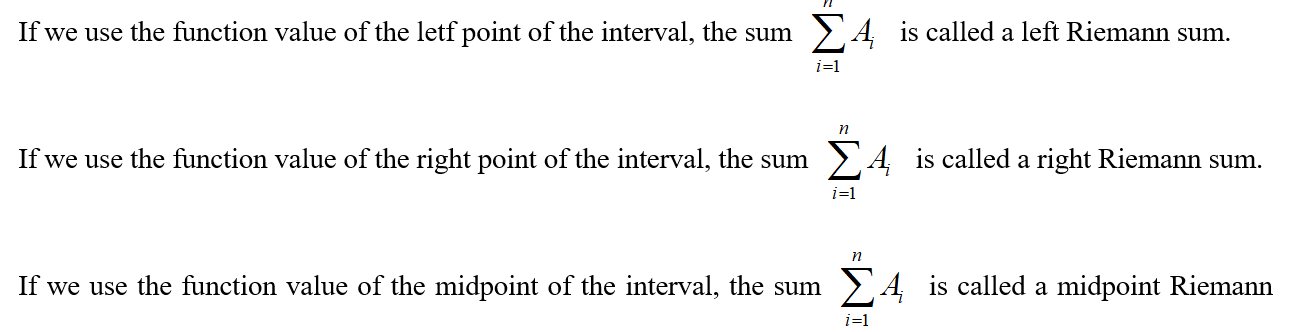 If we use the function value of the letf point of the interval, the sum \sum_{i=1}^{n} A_i is called a left Riemann sum.
If we use the function value of the right point of the interval, the sum \sum_{i=1}^{n} A_i is called a right Riemann sum.
If we use the function value of the midpoint of the interval, the sum \sum_{i=1}^{n} A_i is called a midpoint Riemann